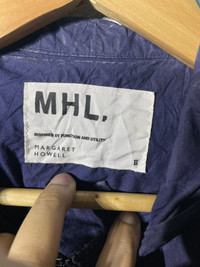 MHL.
DESIGNED BY FUNCTION AND UTILITY
MARGARET
HOWELL
II